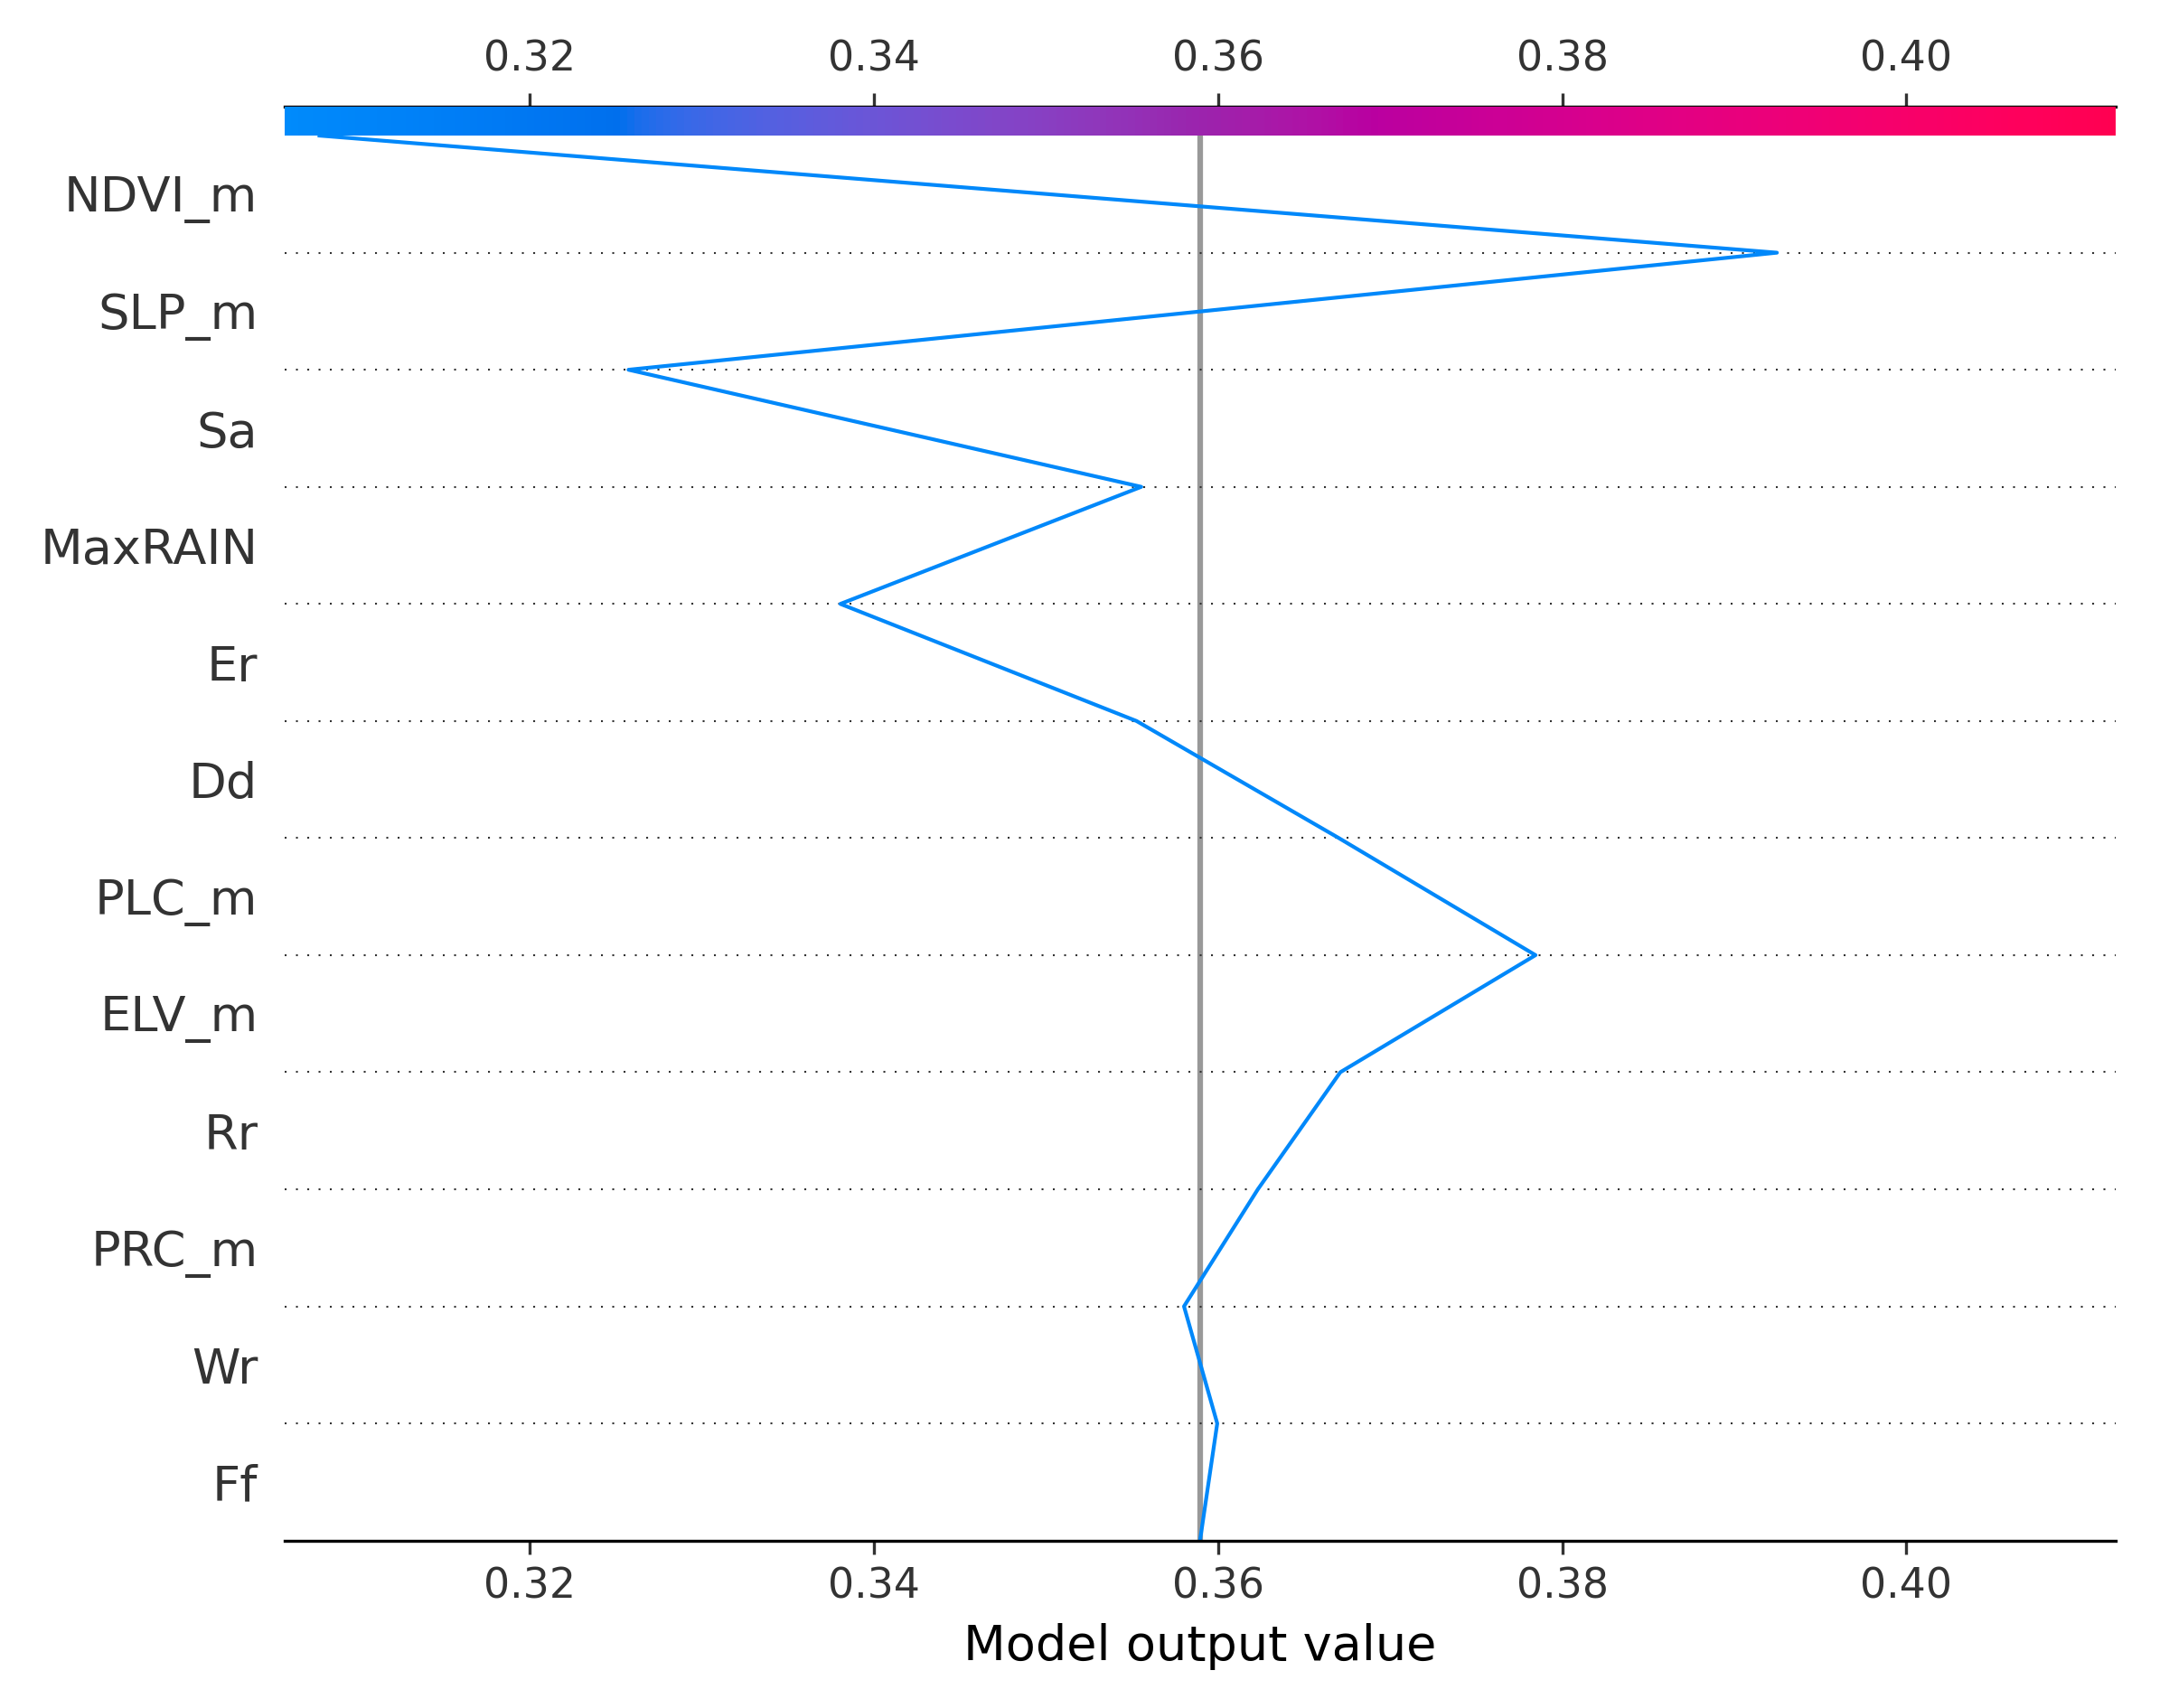 0.32 0.34 0.36 0.38 0.40
NDVI_m
SLP_m
Sa
MaxRAIN
Er
Dd
PLC_m
ELV_m
Rr
PRC_m
Wr
Ff
0.32 0.34 0.36 0.38 0.40
Model output value